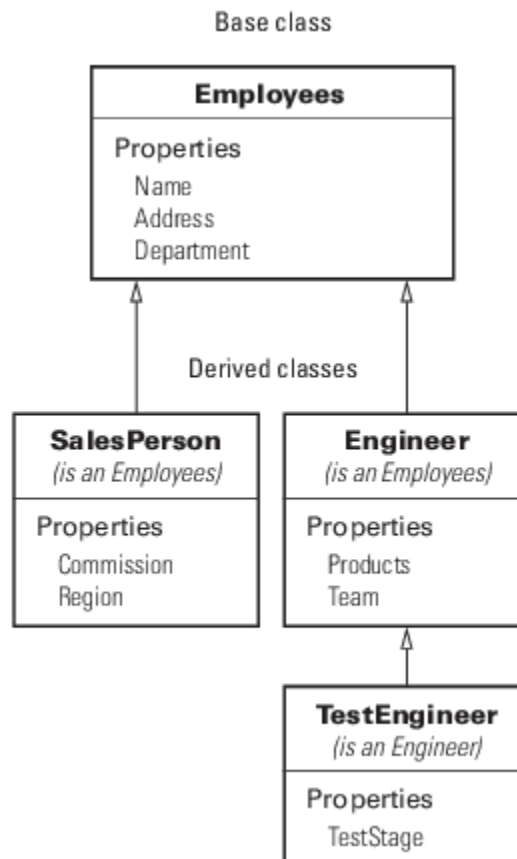 Base class
Employees
Properties
Name
Address
Department
Derived classes
SalesPerson
(is an Employees)
Properties
Commission
Region
Engineer
(is an Employees)
Properties
Products
Team
TestEngineer
(is an Engineer)
Properties
TestStage